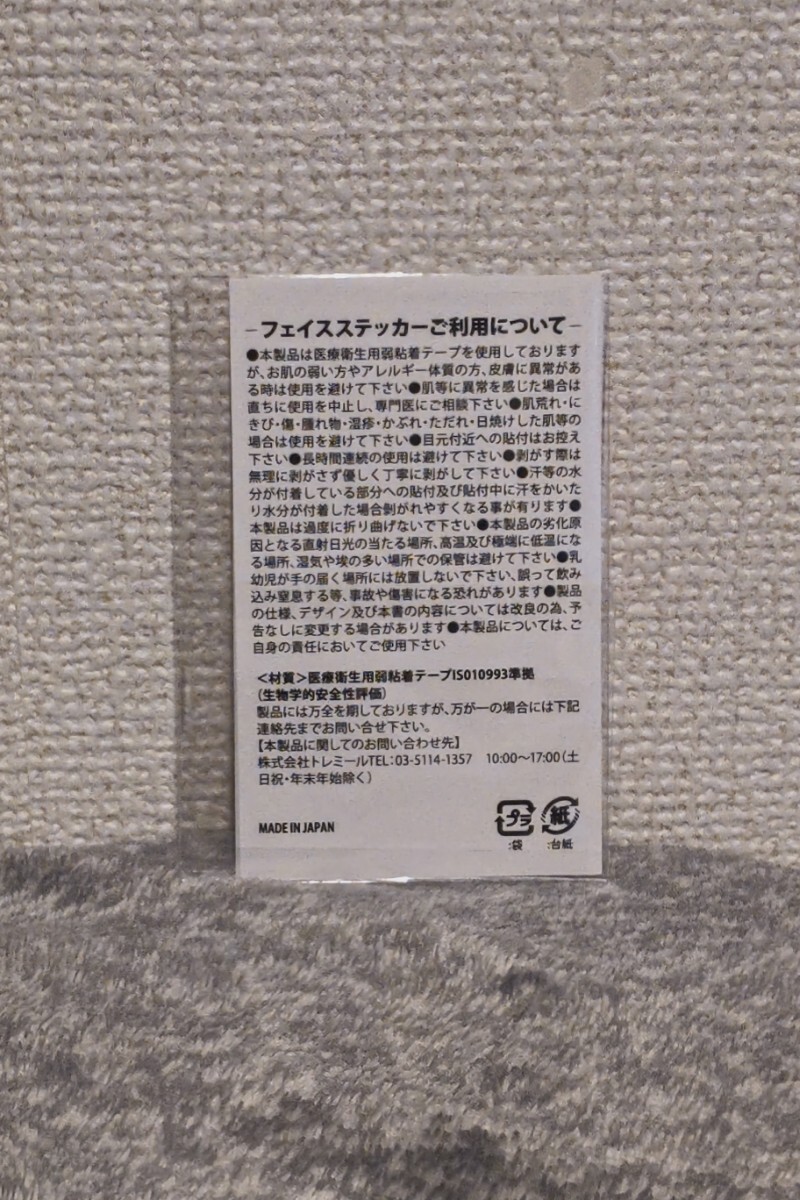 －フェイスステッカーご利用について－
●本製品は医療衛生用弱粘着テープを使用しております
が、お肌の弱い方やアレルギー体質の方、皮膚に異常があ
る時は使用を避けて下さい●肌等に異常を感じた場合は
直ちに使用を中止し、専門医にご相談下さい●肌荒れ・に
きび・傷・腫れ物・湿疹・かぶれ・ただれ・日焼けした肌等の
場合は使用を避けて下さい●目元付近への貼付はお控え
下さい●長時間連続の使用は避けて下さい●剥がす際は
無理に剥がさず優しく丁寧に剥がして下さい●汗等の水
分が付着している部分への貼付及び貼付中に汗をかいた
り水分が付着した場合剝がれやすくなる事が有ります●
本製品は過度に折り曲げないで下さい●本製品の劣化原
因となる直射日光の当たる場所、高温及び極端に低温にな
る場所、湿気や埃の多い場所での保管は避けて下さい●乳
幼児が手の届く場所には放置しないで下さい、誤って飲み
込み窒息する等、事故や傷害になる恐れがあります●製品
の仕様、デザイン及び本書の内容については改良の為、予
告なしに変更する場合があります●本製品については、ご
自身の責任においてご使用下さい
＜材質＞医療衛生用弱粘着テープISO10993準拠
(生物学的安全性評価)
製品には万全を期しておりますが、万が一の場合には下記
連絡先までお問い合せ下さい。
【本製品に関してのお問い合わせ先】
株式会社トレミールTEL：03-5114-1357　10:00～17:00（土
日祝・年末年始除く）
MADE IN JAPAN
プラ 紙
:袋 :台紙